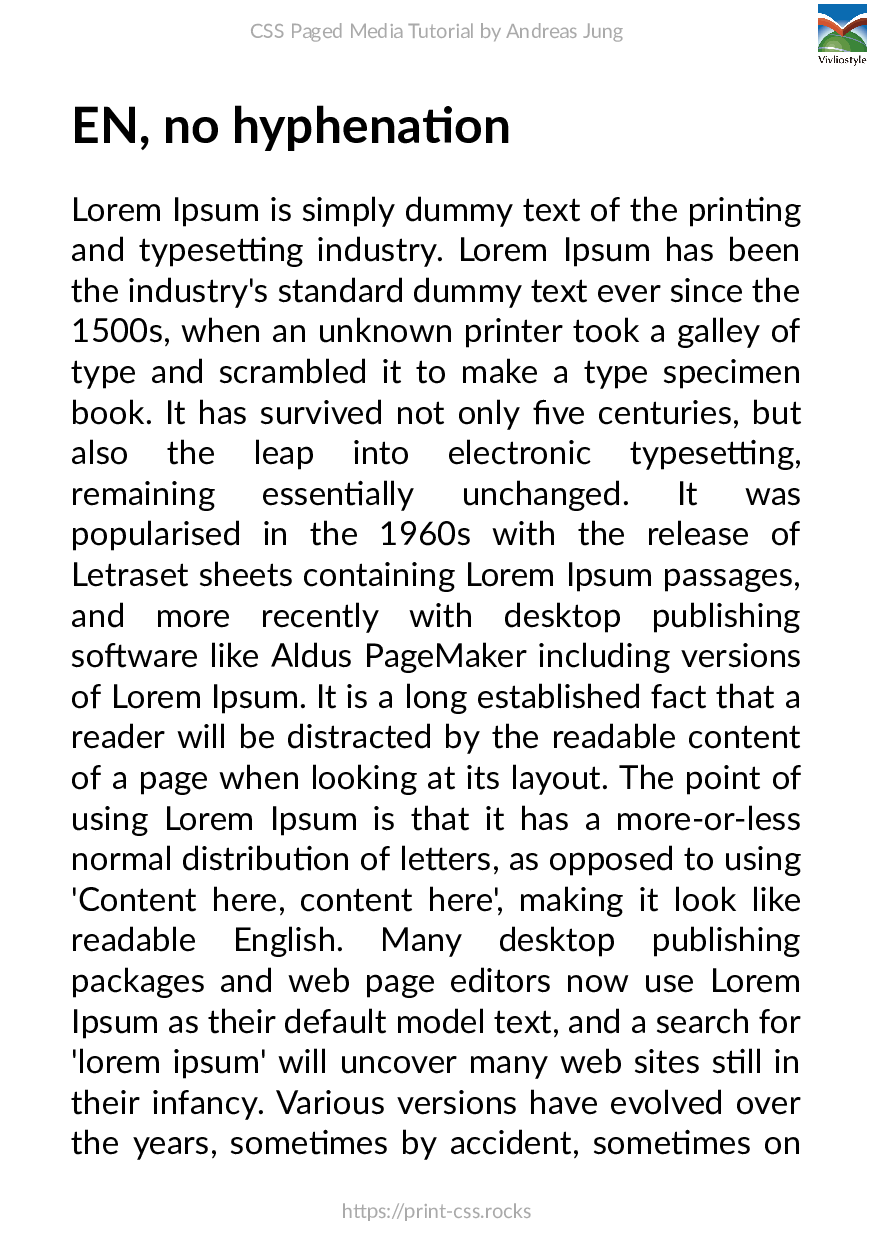 CSS Paged Media Tutorial by Andreas Jung
Vivliostyle
EN, no hyphenation
Lorem Ipsum is simply dummy text of the printing
and typesetting industry. Lorem Ipsum has been
the industry's standard dummy text ever since the
1500s, when an unknown printer took a galley of
type and scrambled it to make a type specimen
book. It has survived not only five centuries, but
also the leap into electronic typesetting,
remaining essentially unchanged. It was
popularised in the 1960s with the release of
Letraset sheets containing Lorem Ipsum passages,
and more recently with desktop publishing
software like Aldus PageMaker including versions
of Lorem Ipsum. It is a long established fact that a
reader will be distracted by the readable content
of a page when looking at its layout. The point of
using Lorem Ipsum is that it has a more-or-less
normal distribution of letters, as opposed to using
'Content here, content here', making it look like
readable English. Many desktop publishing
packages and web page editors now use Lorem
Ipsum as their default model text, and a search for
'lorem ipsum' will uncover many web sites still in
their infancy. Various versions have evolved over
the years, sometimes by accident, sometimes on
https://print-css.rocks